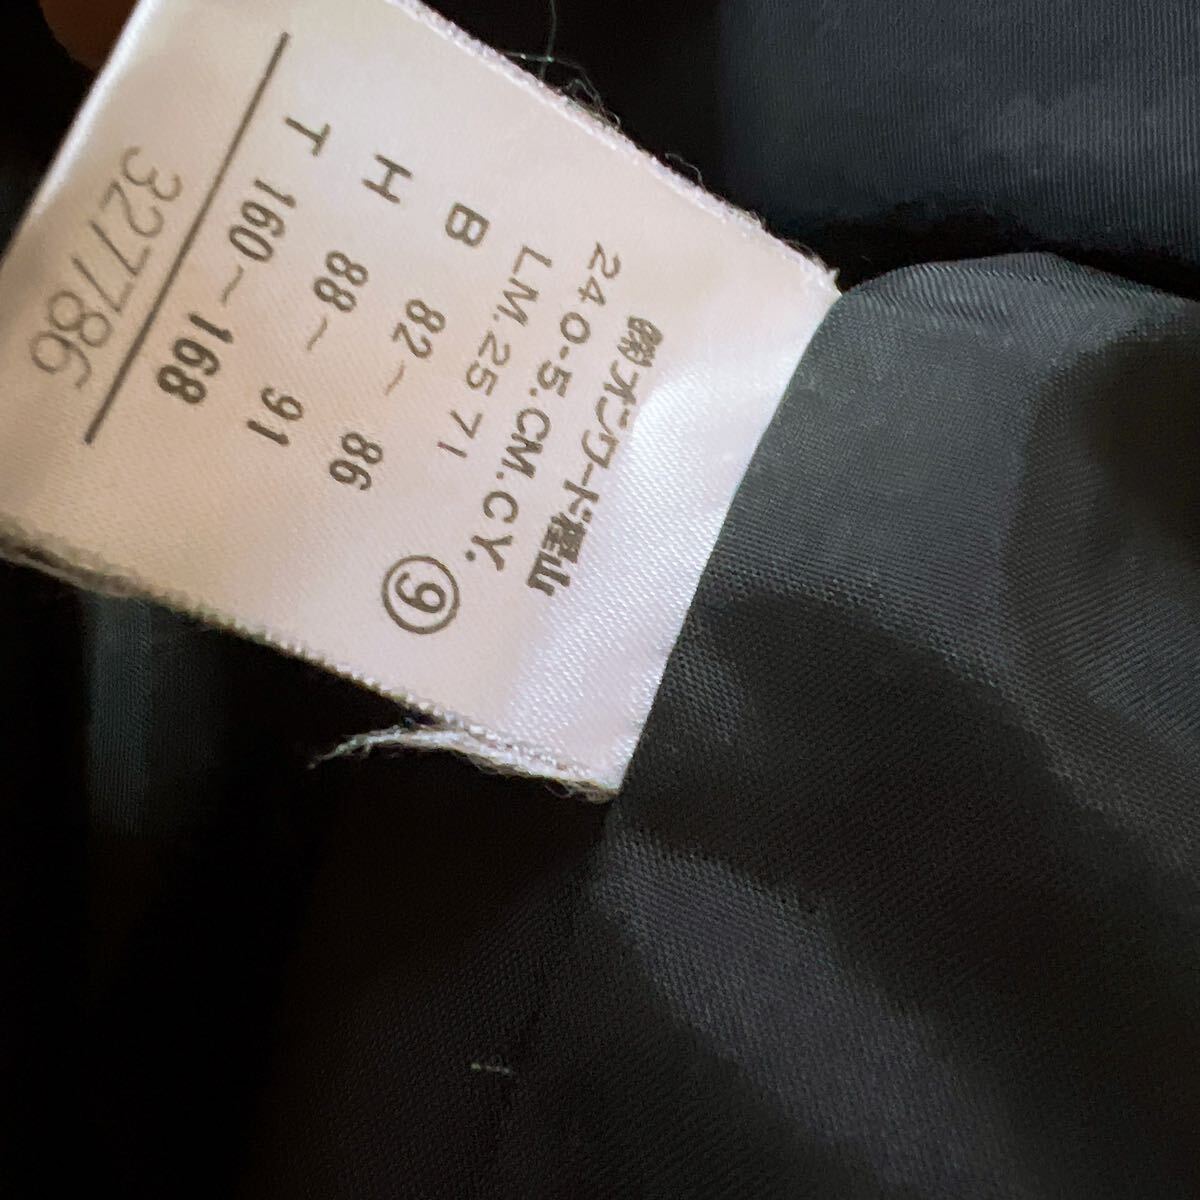 ㈱オンワード樫山
240-5.CM.CY.
LM.2571 ⑨
B 82~ 86
H 88~ 91
T 160~168
327786